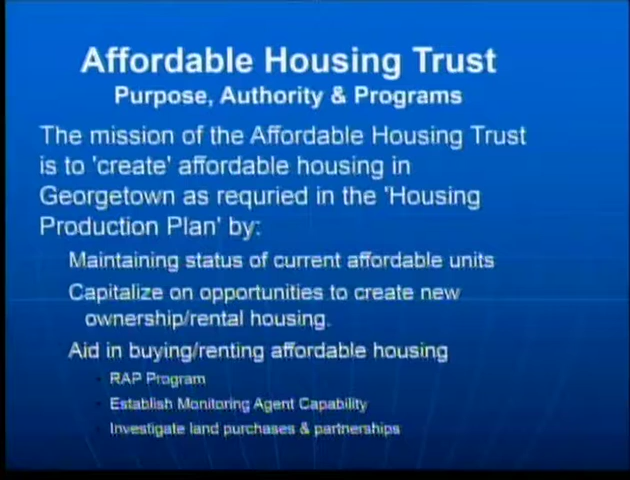 Affordable Housing Trust
Purpose, Authority & Programs
The mission of the Affordable Housing Trust
is to 'create' affordable housing in
Georgetown as requried in the 'Housing
Production Plan' by:
Maintaining status of current affordable units
Capitalize on opportunities to create new
ownership/rental housing.
Aid in buying/renting affordable housing
RAP Program
Establish Monitoring Agent Capability
Investigate land purchases & partnerships